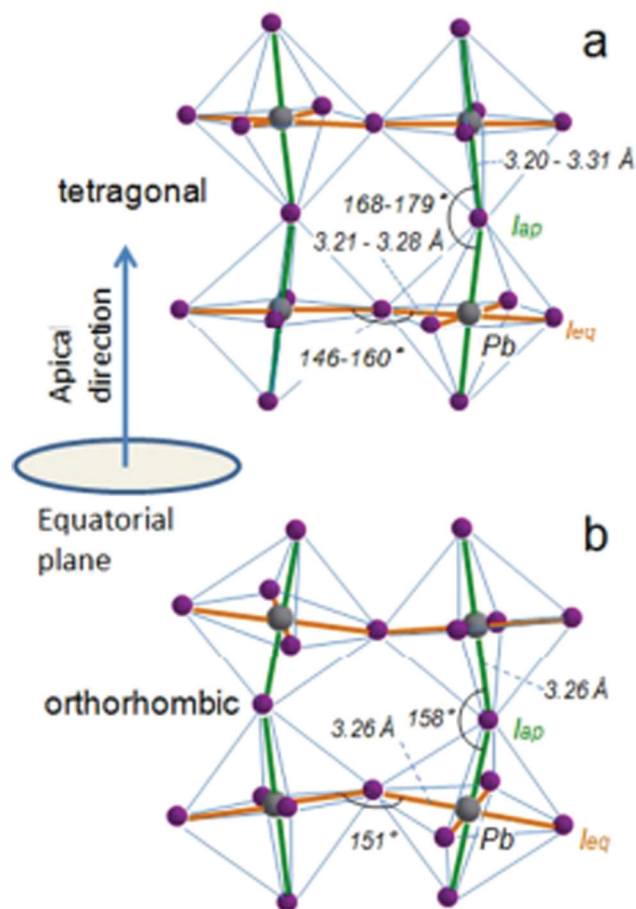 a
3.20 - 3.31 Å
tetragonal
168-179°
Iap
3.21 - 3.28 Å
Apical
direction
Pb
Ieq
146-160°
Equatorial
plane
b
orthorhombic
3.26 Å
3.26 Å
158°
Iap
151°
Pb
Ieq